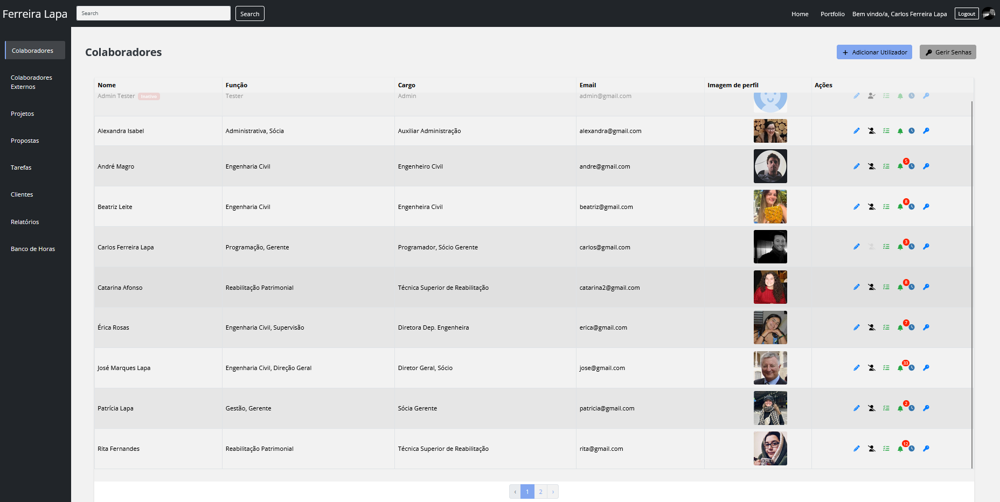 Ferreira Lapa
Search
Search
Home
Portfolio
Bem vindo/a, Carlos Ferreira Lapa
Logout
Colaboradores
Colaboradores
Externos
Projetos
Propostas
Tarefas
Clientes
Relatórios
Banco de Horas
Colaboradores
+ Adicionar Utilizador
Gerir Senhas
Nome Função Cargo Email Imagem de perfil Ações
Admin Tester Inativo Tester Admin admin@gmail.com
Alexandra Isabel Administrativa, Sócia Auxiliar Administração alexandra@gmail.com
André Magro Engenharia Civil Engenheiro Civil andre@gmail.com 5
Beatriz Leite Engenharia Civil Engenheira Civil beatriz@gmail.com 8
Carlos Ferreira Lapa Programação, Gerente Programador, Sócio Gerente carlos@gmail.com 3
Catarina Afonso Reabilitação Patrimonial Técnica Superior de Reabilitação catarina2@gmail.com 8
Érica Rosas Engenharia Civil, Supervisão Diretora Dep. Engenheira erica@gmail.com 7
José Marques Lapa Engenharia Civil, Direção Geral Diretor Geral, Sócio jose@gmail.com 33
Patrícia Lapa Gestão, Gerente Sócia Gerente patricia@gmail.com 2
Rita Fernandes Reabilitação Patrimonial Técnica Superior de Reabilitação rita@gmail.com 12
‹ 1 2 ›